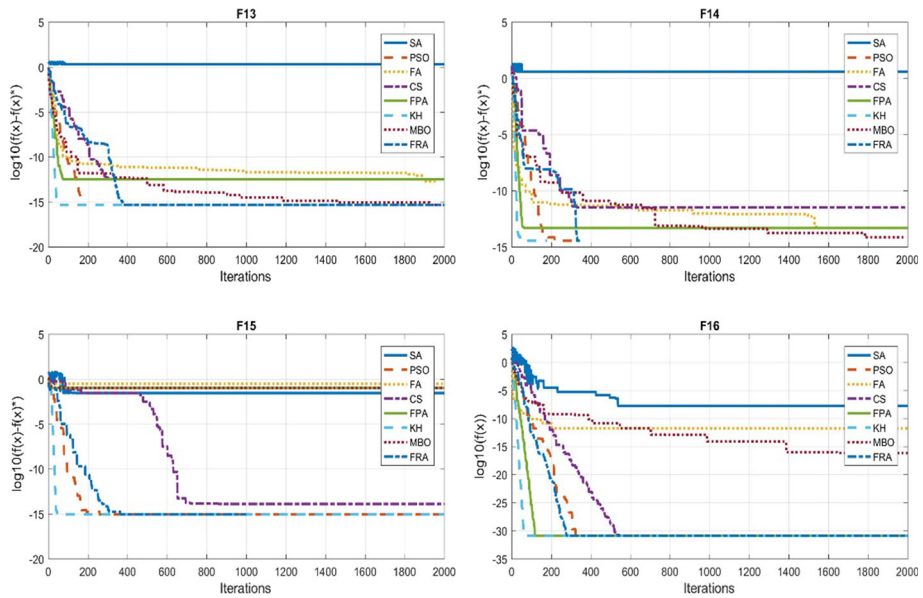 F13
log10(f(x)-f(x)*)
5
0
-5
-10
-15
-20
0 200 400 600 800 1000 1200 1400 1600 1800 2000
Iterations
SA
PSO
FA
CS
FPA
KH
MBO
FRA
F14
log10(f(x)-f(x)*)
5
0
-5
-10
-15
0 200 400 600 800 1000 1200 1400 1600 1800 2000
Iterations
SA
PSO
FA
CS
FPA
KH
MBO
FRA
F15
log10(f(x)-f(x)*)
5
0
-5
-10
-15
-20
0 200 400 600 800 1000 1200 1400 1600 1800 2000
Iterations
SA
PSO
FA
CS
FPA
KH
MBO
FRA
F16
log10(f(x))
5
0
-5
-10
-15
-20
-25
-30
-35
0 200 400 600 800 1000 1200 1400 1600 1800 2000
Iterations
SA
PSO
FA
CS
FPA
KH
MBO
FRA